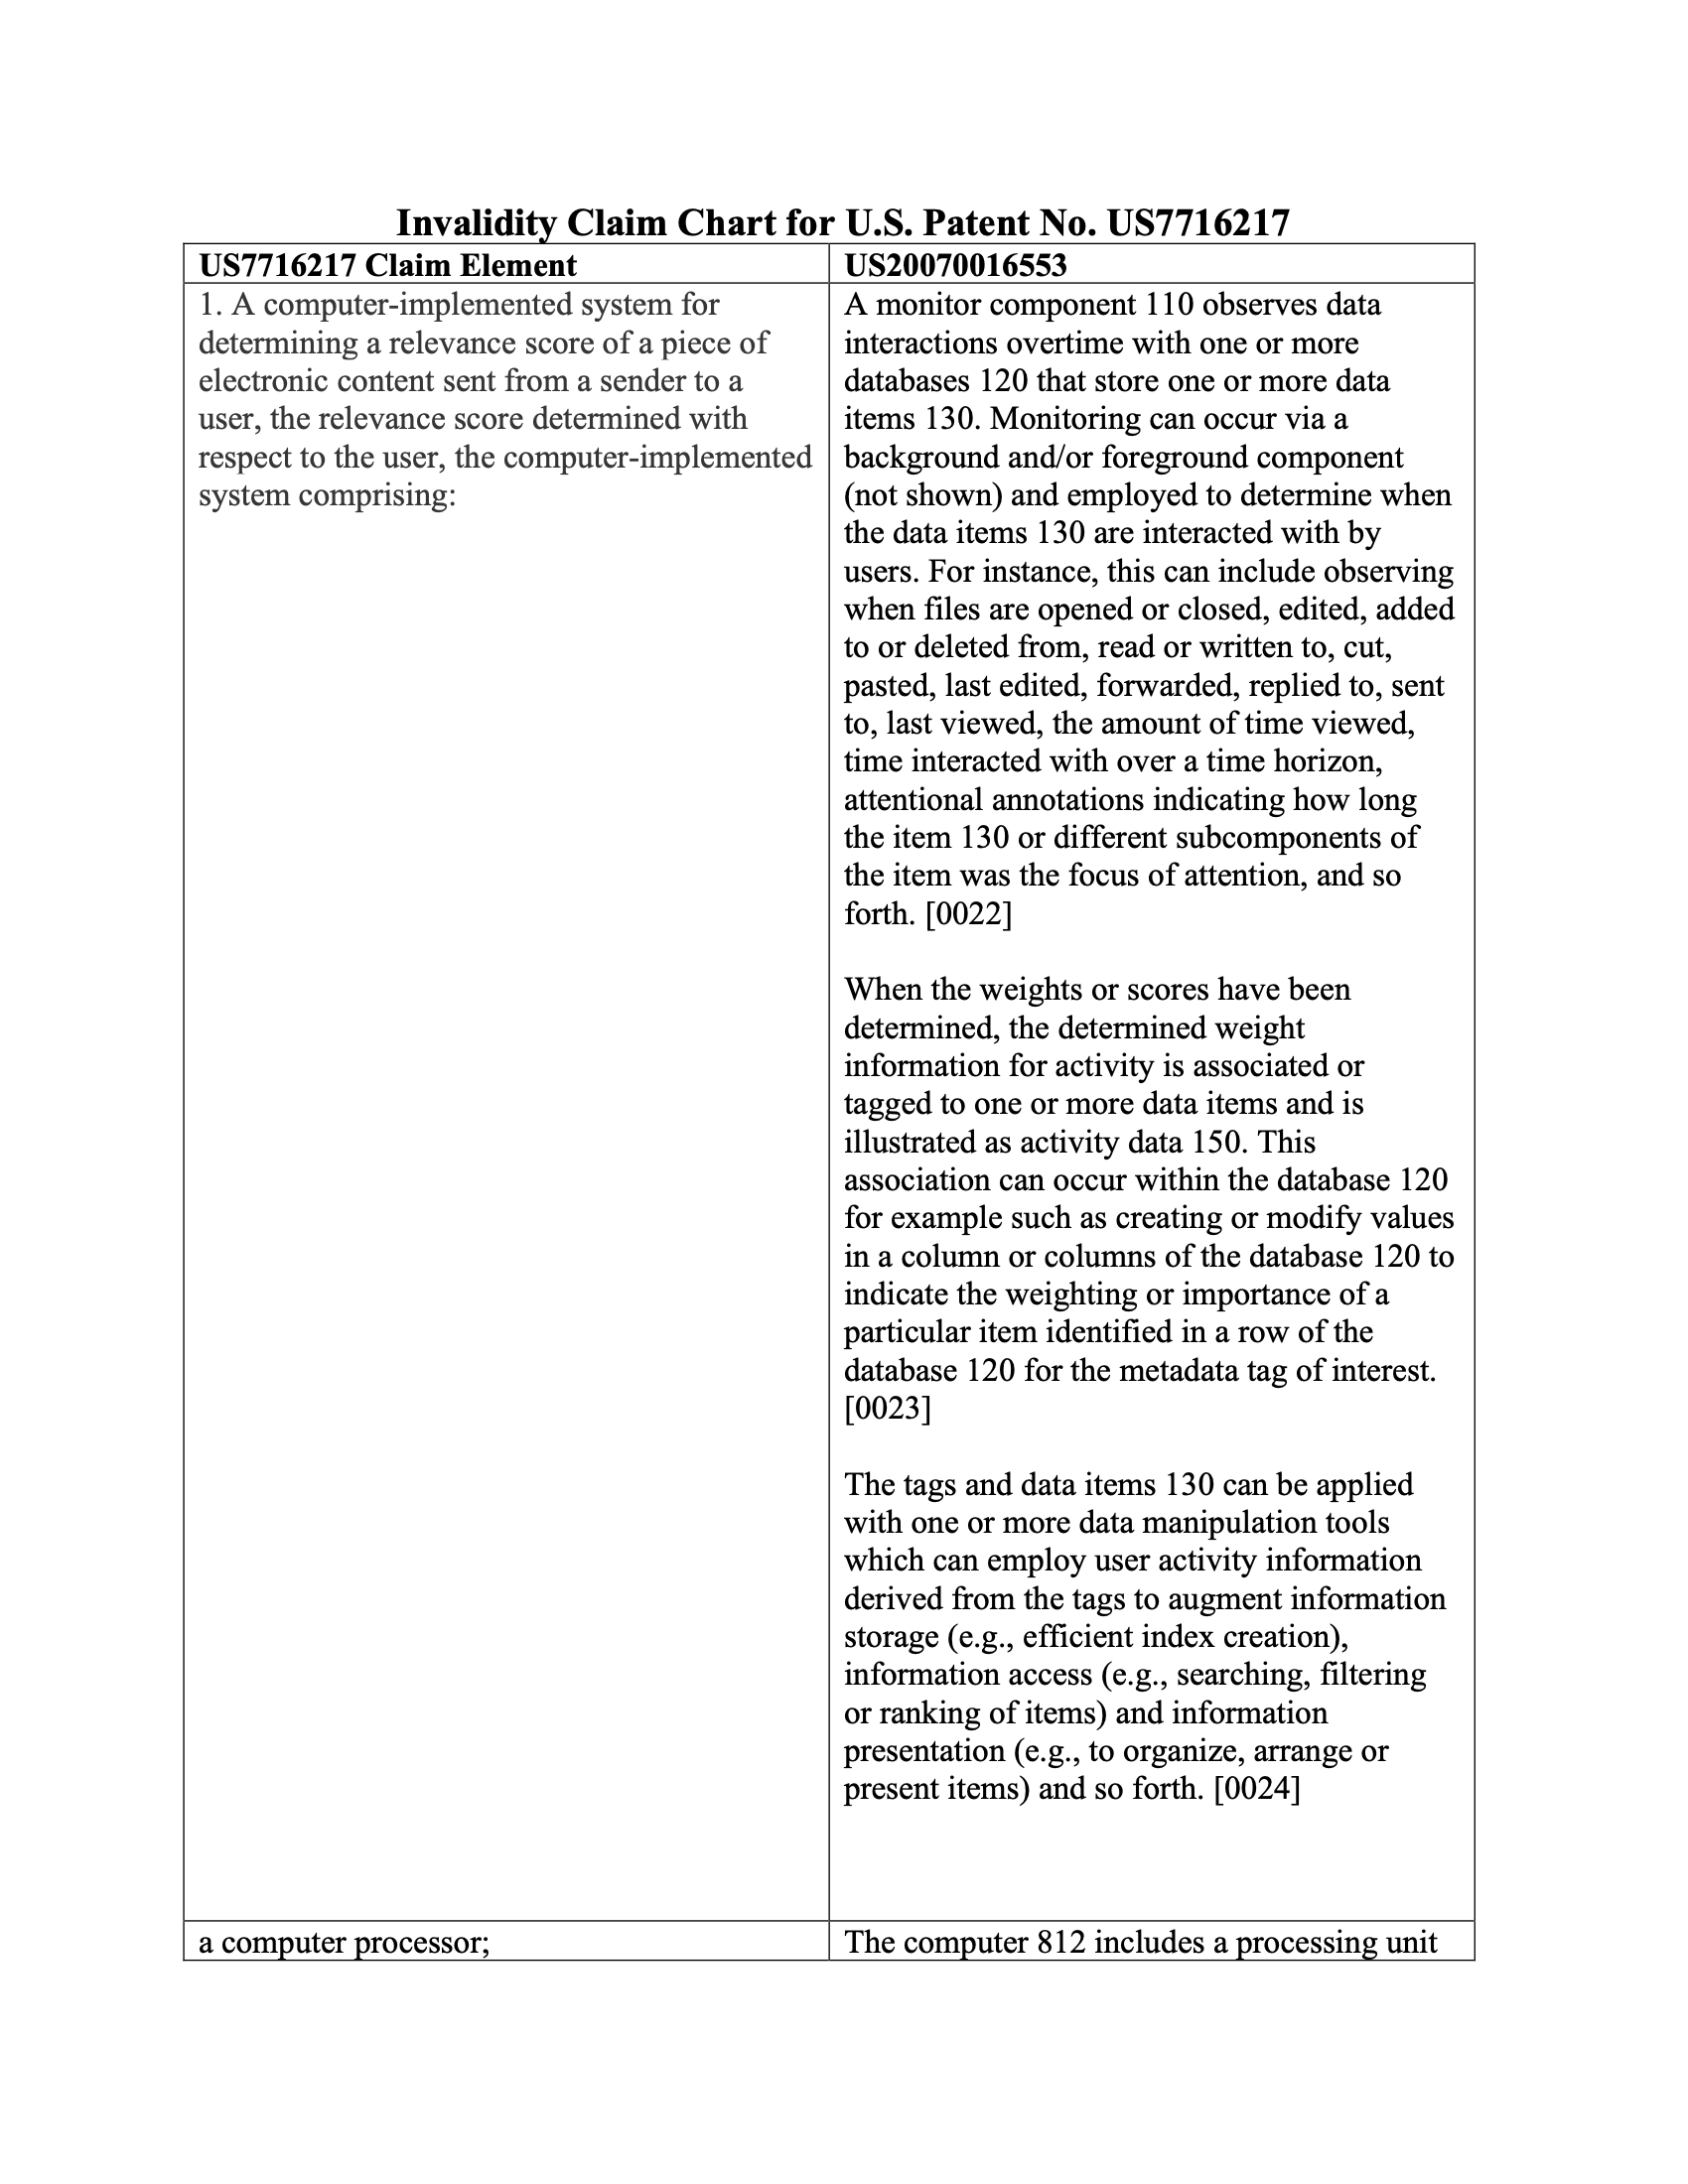 Invalidity Claim Chart for U.S. Patent No. US7716217
US7716217 Claim Element
US20070016553
1. A computer-implemented system for
determining a relevance score of a piece of
electronic content sent from a sender to a
user, the relevance score determined with
respect to the user, the computer-implemented
system comprising:
A monitor component 110 observes data
interactions overtime with one or more
databases 120 that store one or more data
items 130. Monitoring can occur via a
background and/or foreground component
(not shown) and employed to determine when
the data items 130 are interacted with by
users. For instance, this can include observing
when files are opened or closed, edited, added
to or deleted from, read or written to, cut,
pasted, last edited, forwarded, replied to, sent
to, last viewed, the amount of time viewed,
time interacted with over a time horizon,
attentional annotations indicating how long
the item 130 or different subcomponents of
the item was the focus of attention, and so
forth. [0022]
When the weights or scores have been
determined, the determined weight
information for activity is associated or
tagged to one or more data items and is
illustrated as activity data 150. This
association can occur within the database 120
for example such as creating or modify values
in a column or columns of the database 120 to
indicate the weighting or importance of a
particular item identified in a row of the
database 120 for the metadata tag of interest.
[0023]
The tags and data items 130 can be applied
with one or more data manipulation tools
which can employ user activity information
derived from the tags to augment information
storage (e.g., efficient index creation),
information access (e.g., searching, filtering
or ranking of items) and information
presentation (e.g., to organize, arrange or
present items) and so forth. [0024]
a computer processor;
The computer 812 includes a processing unit